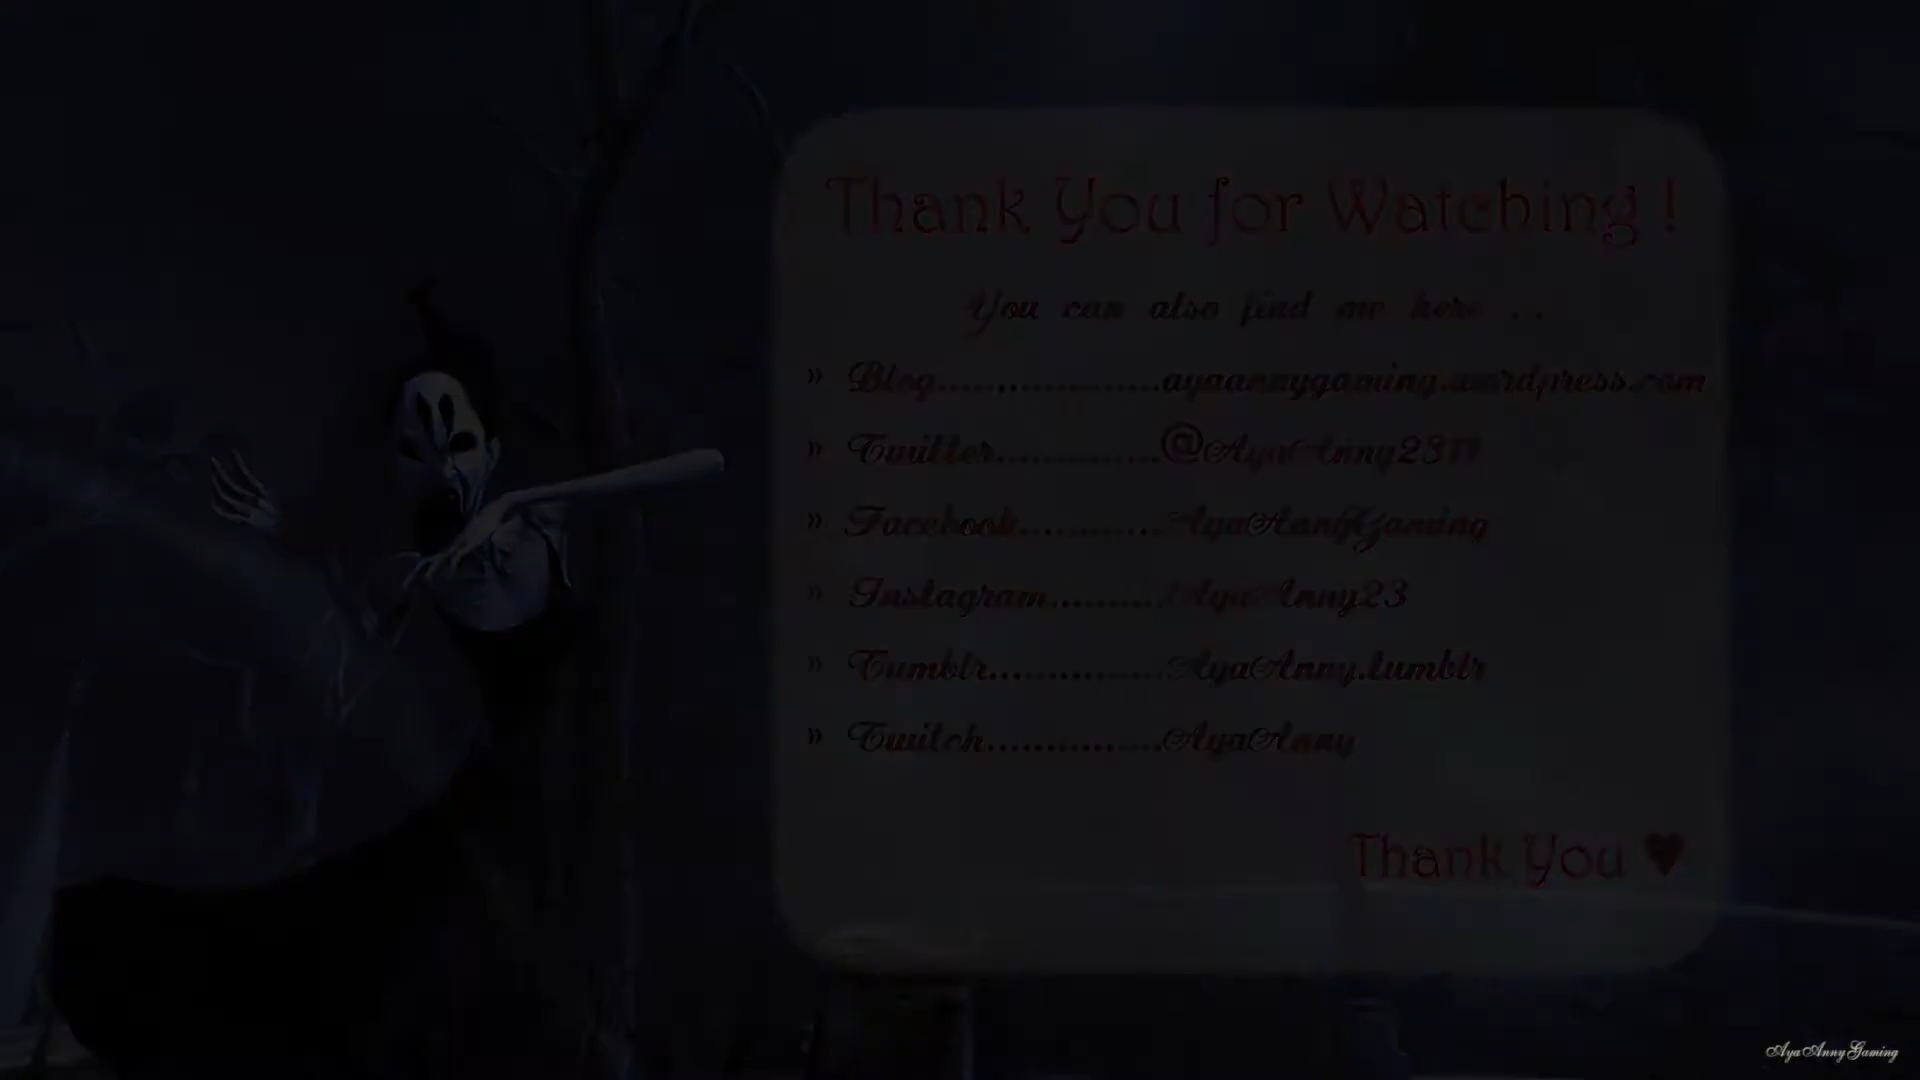 Thank You for Watching !
You can also find me here ..
» Blog.....,..............ayaannygaming.wordpress.com
» Twitter..............@AyaAnny23
» Facebook............AyaAnnyGaming
» Instagram.........AyaAnny23
» Tumblr..............AyaAnny.tumblr
» Twitch...............AyaAnny
Thank You ♥
AyaAnnyGaming